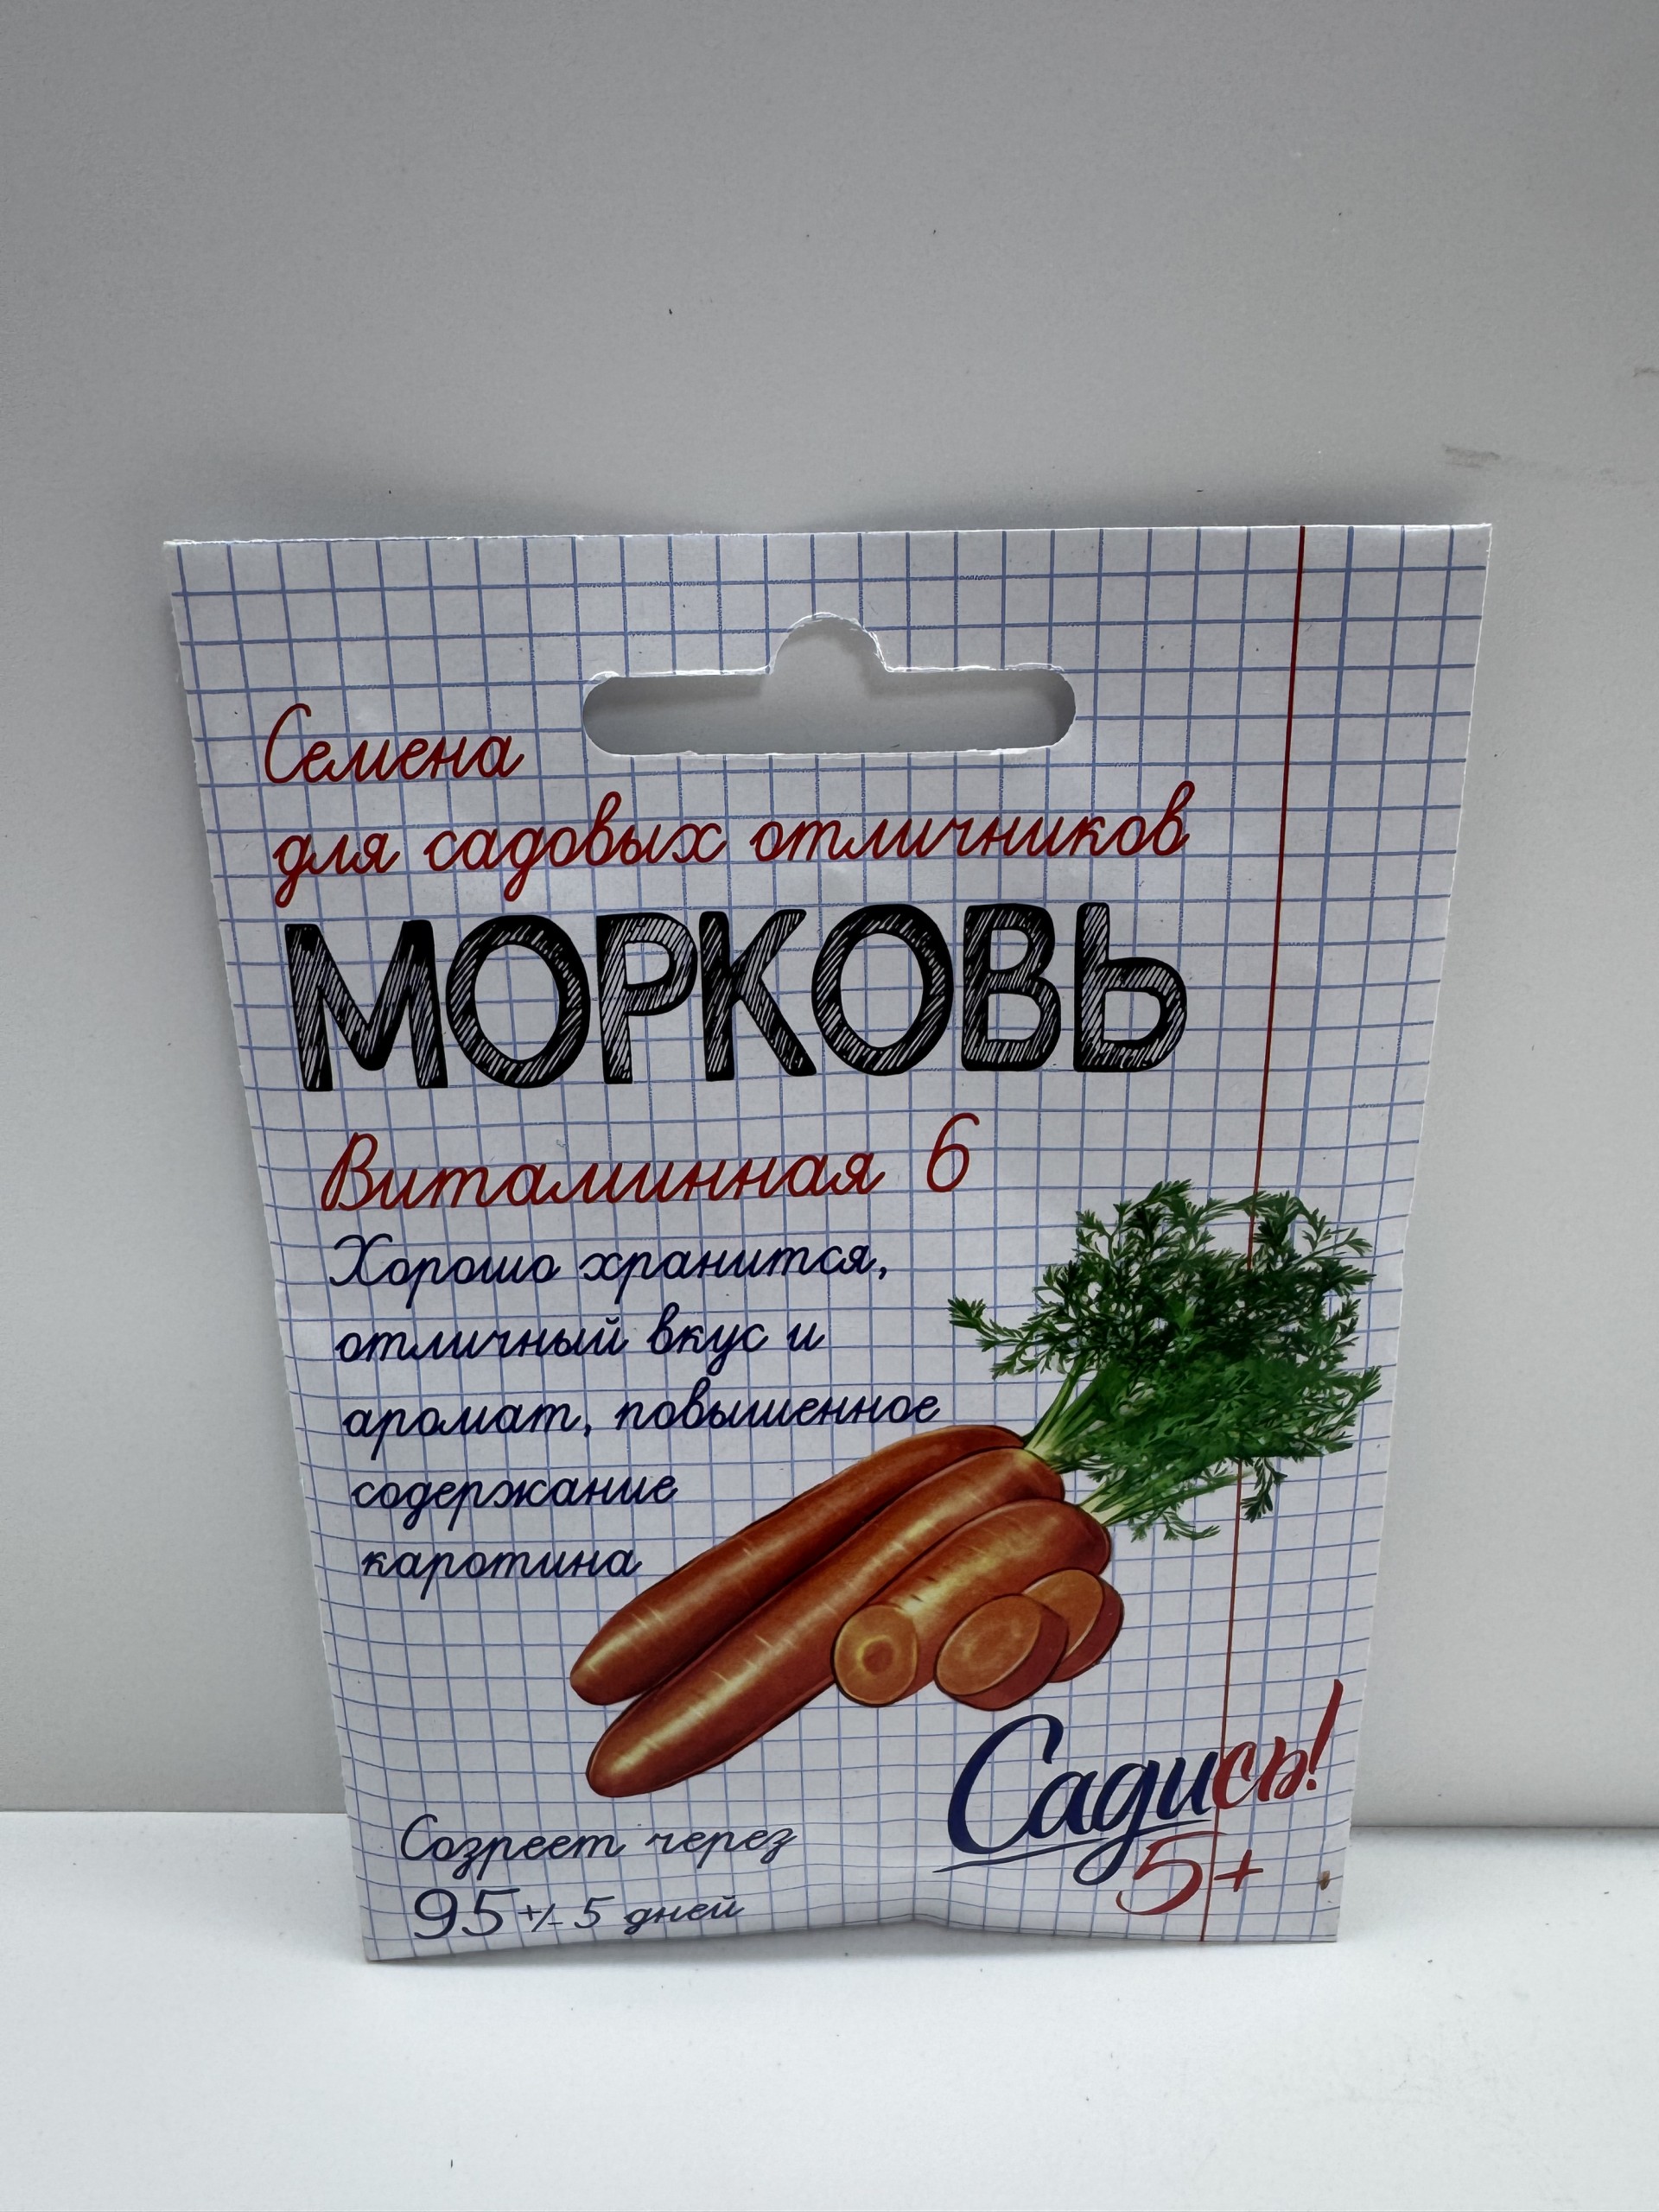 Семена
для садовых отличников
МОРКОВЬ
Витаминная 6
Хорошо хранится,
отличный вкус и
аромат, повышенное
содержание
каротина
Садись!
5+
Созреет через
95 +/- 5 дней